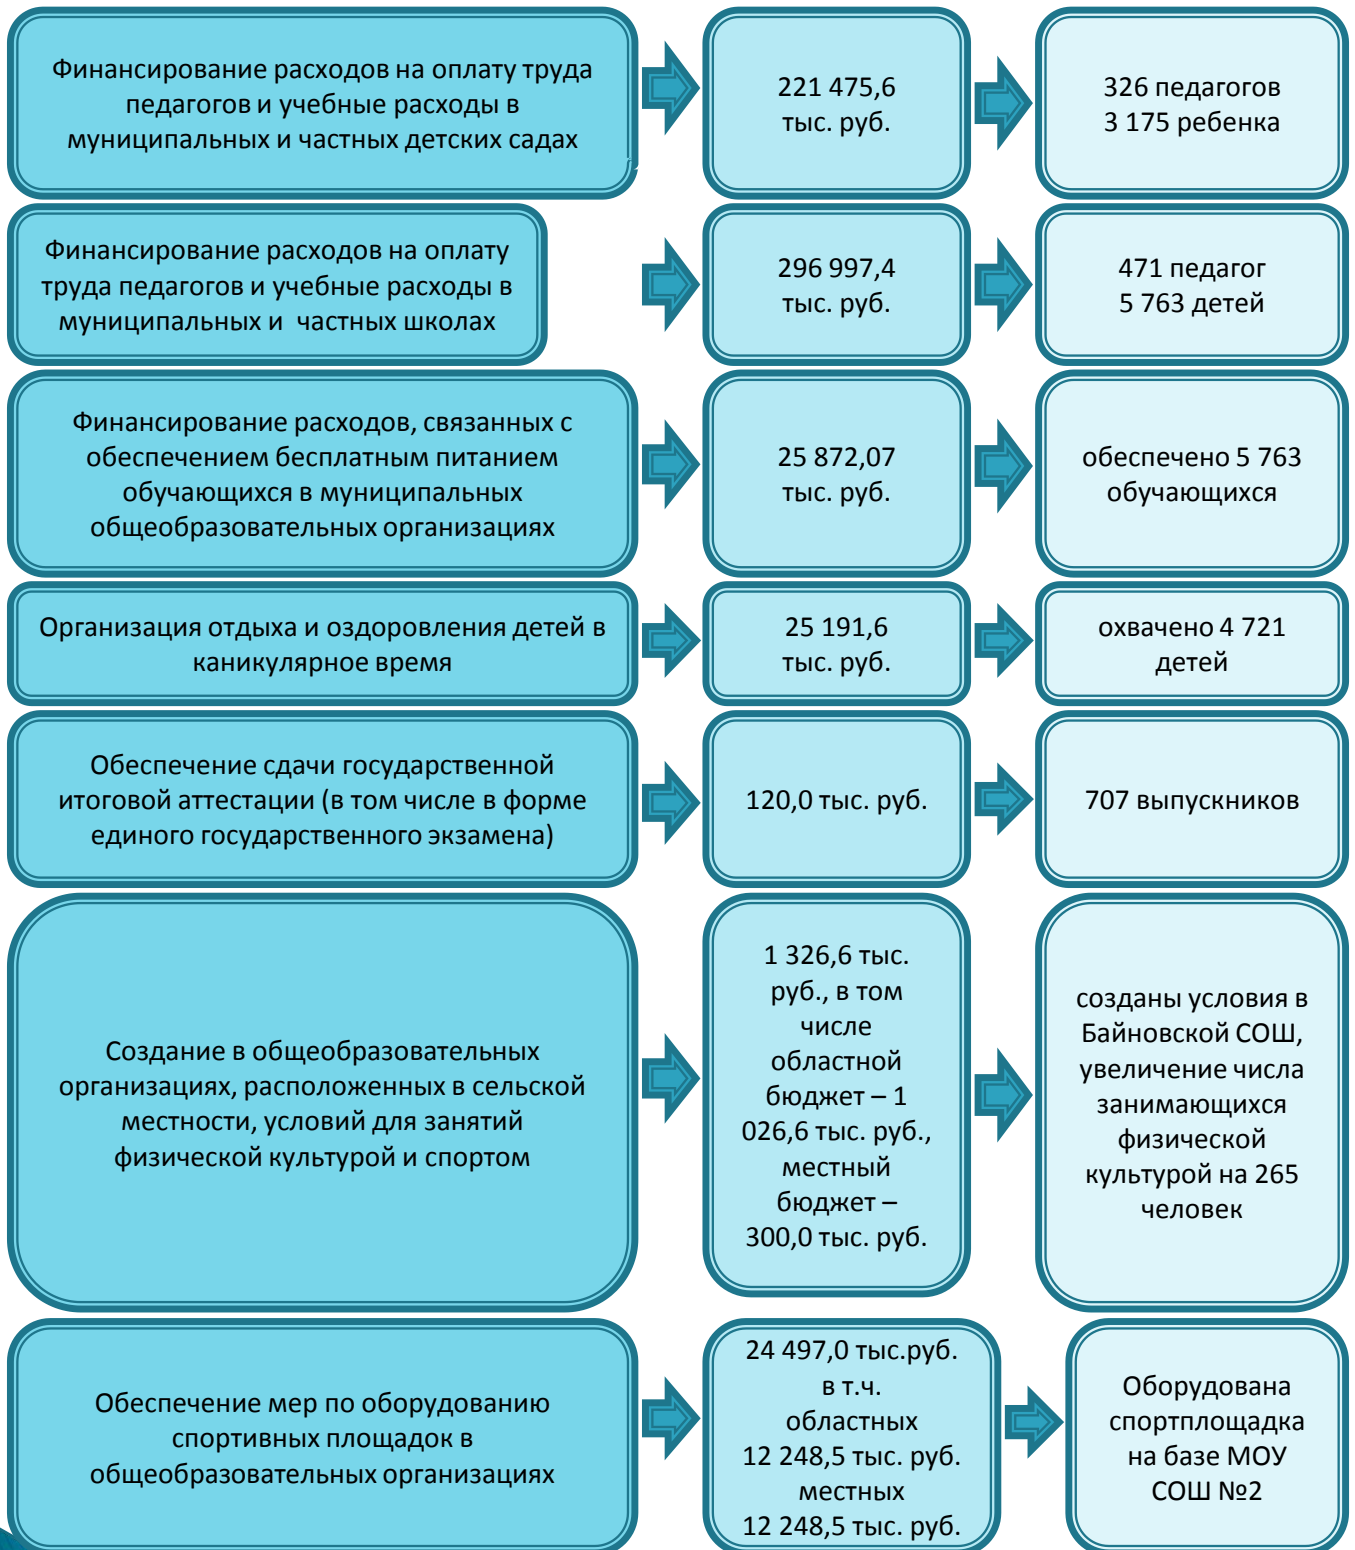 Финансирование расходов на оплату труда
педагогов и учебные расходы в
муниципальных и частных детских садах
221 475,6
тыс. руб.
326 педагогов
3 175 ребенка
Финансирование расходов на оплату
труда педагогов и учебные расходы в
муниципальных и частных школах
296 997,4
тыс. руб.
471 педагог
5 763 детей
Финансирование расходов, связанных с
обеспечением бесплатным питанием
обучающихся в муниципальных
общеобразовательных организациях
25 872,07
тыс. руб.
обеспечено 5 763
обучающихся
Организация отдыха и оздоровления детей в
каникулярное время
25 191,6
тыс. руб.
охвачено 4 721
детей
Обеспечение сдачи государственной
итоговой аттестации (в том числе в форме
единого государственного экзамена)
120,0 тыс. руб.
707 выпускников
Создание в общеобразовательных
организациях, расположенных в сельской
местности, условий для занятий
физической культурой и спортом
1 326,6 тыс.
руб., в том
числе
областной
бюджет – 1
026,6 тыс. руб.,
местный
бюджет –
300,0 тыс. руб.
созданы условия в
Байновской СОШ,
увеличение числа
занимающихся
физической
культурой на 265
человек
Обеспечение мер по оборудованию
спортивных площадок в
общеобразовательных организациях
24 497,0 тыс.руб.
в т.ч.
областных
12 248,5 тыс. руб.
местных
12 248,5 тыс. руб.
Оборудована
спортплощадка
на базе МОУ
СОШ №2